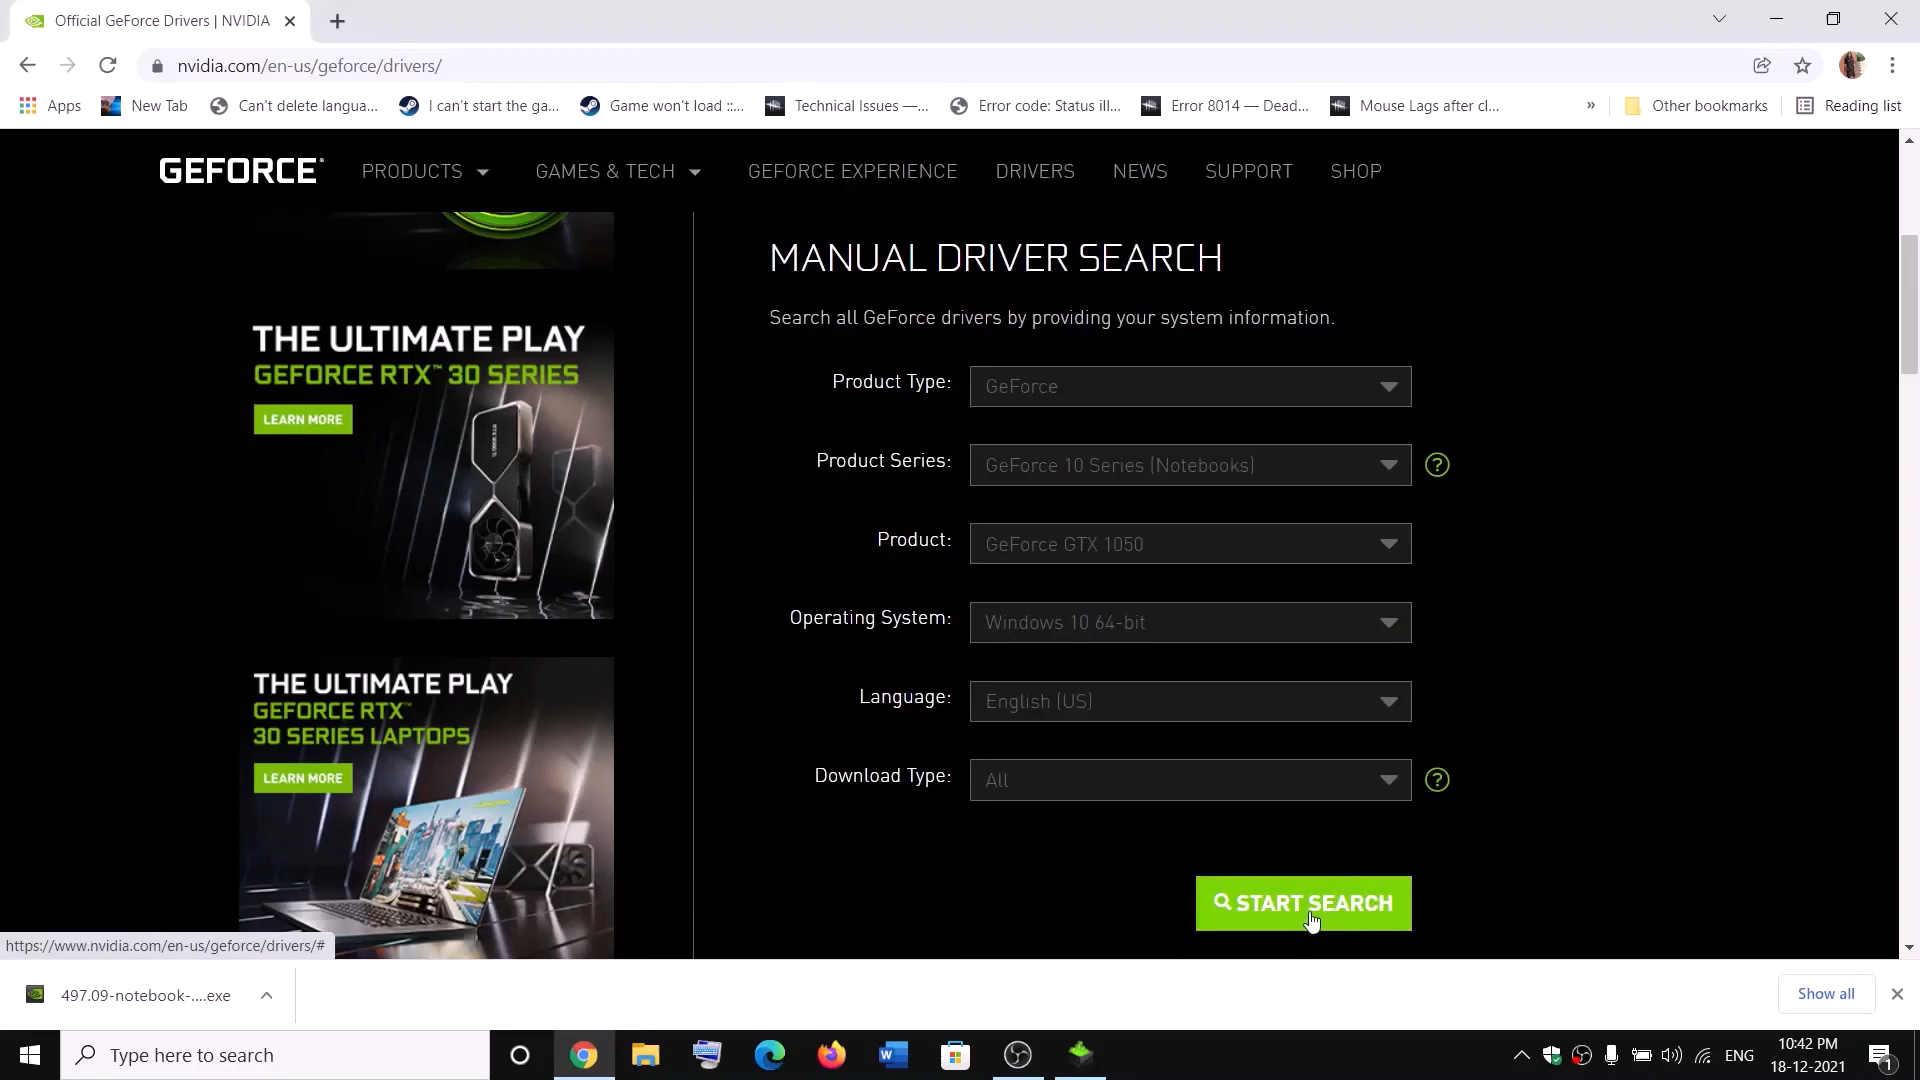 Official GeForce Drivers | NVIDIA
nvidia.com/en-us/geforce/drivers/
Apps
New Tab
Can't delete langua...
I can't start the ga...
Game won't load ::...
Technical Issues —...
Error code: Status ill...
Error 8014 — Dead...
Mouse Lags after cl...
»
Other bookmarks
Reading list
GEFORCE
PRODUCTS
GAMES & TECH
GEFORCE EXPERIENCE
DRIVERS
NEWS
SUPPORT
SHOP
THE ULTIMATE PLAY
GEFORCE RTX™ 30 SERIES
LEARN MORE
THE ULTIMATE PLAY
GEFORCE RTX™
30 SERIES LAPTOPS
LEARN MORE
MANUAL DRIVER SEARCH
Search all GeForce drivers by providing your system information.
Product Type: GeForce
Product Series: GeForce 10 Series (Notebooks) ?
Product: GeForce GTX 1050
Operating System: Windows 10 64-bit
Language: English (US)
Download Type: All ?
START SEARCH
https://www.nvidia.com/en-us/geforce/drivers/#
497.09-notebook-....exe
Show all
Type here to search
ENG
10:42 PM
18-12-2021
1